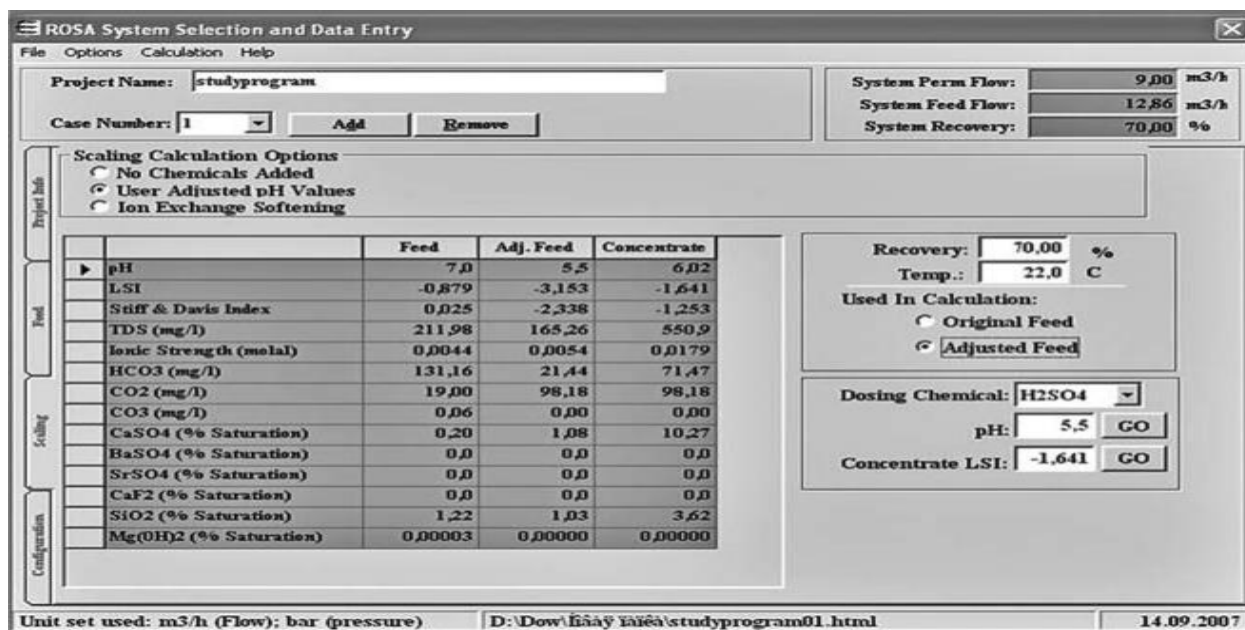 ROSA System Selection and Data Entry
File Options Calculation Help
Project Name: studyprogram
Case Number: 1 Add Remove
System Perm Flow: 9,00 m3/h
System Feed Flow: 12,86 m3/h
System Recovery: 70,00 %
Project Info
Feed
Scaling
Configuration
Scaling Calculation Options
No Chemicals Added
User Adjusted pH Values
Ion Exchange Softening
Feed Adj. Feed Concentrate
pH 7,0 5,5 6,02
LSI -0,879 -3,153 -1,641
Stiff & Davis Index 0,025 -2,338 -1,253
TDS (mg/l) 211,98 165,26 550,9
Ionic Strength (molal) 0,0044 0,0054 0,0179
HCO3 (mg/l) 131,16 21,44 71,47
CO2 (mg/l) 19,00 98,18 98,18
CO3 (mg/l) 0,06 0,00 0,00
CaSO4 (% Saturation) 0,20 1,08 10,27
BaSO4 (% Saturation) 0,0 0,0 0,0
SrSO4 (% Saturation) 0,0 0,0 0,0
CaF2 (% Saturation) 0,0 0,0 0,0
SiO2 (% Saturation) 1,22 1,03 3,62
Mg(OH)2 (% Saturation) 0,00003 0,00000 0,00000
Recovery: 70,00 %
Temp.: 22,0 C
Used In Calculation:
Original Feed
Adjusted Feed
Dosing Chemical: H2SO4
pH: 5,5 GO
Concentrate LSI: -1,641 GO
Unit set used: m3/h (Flow); bar (pressure)
D:\Dow\ \studyprogram01.html
14.09.2007